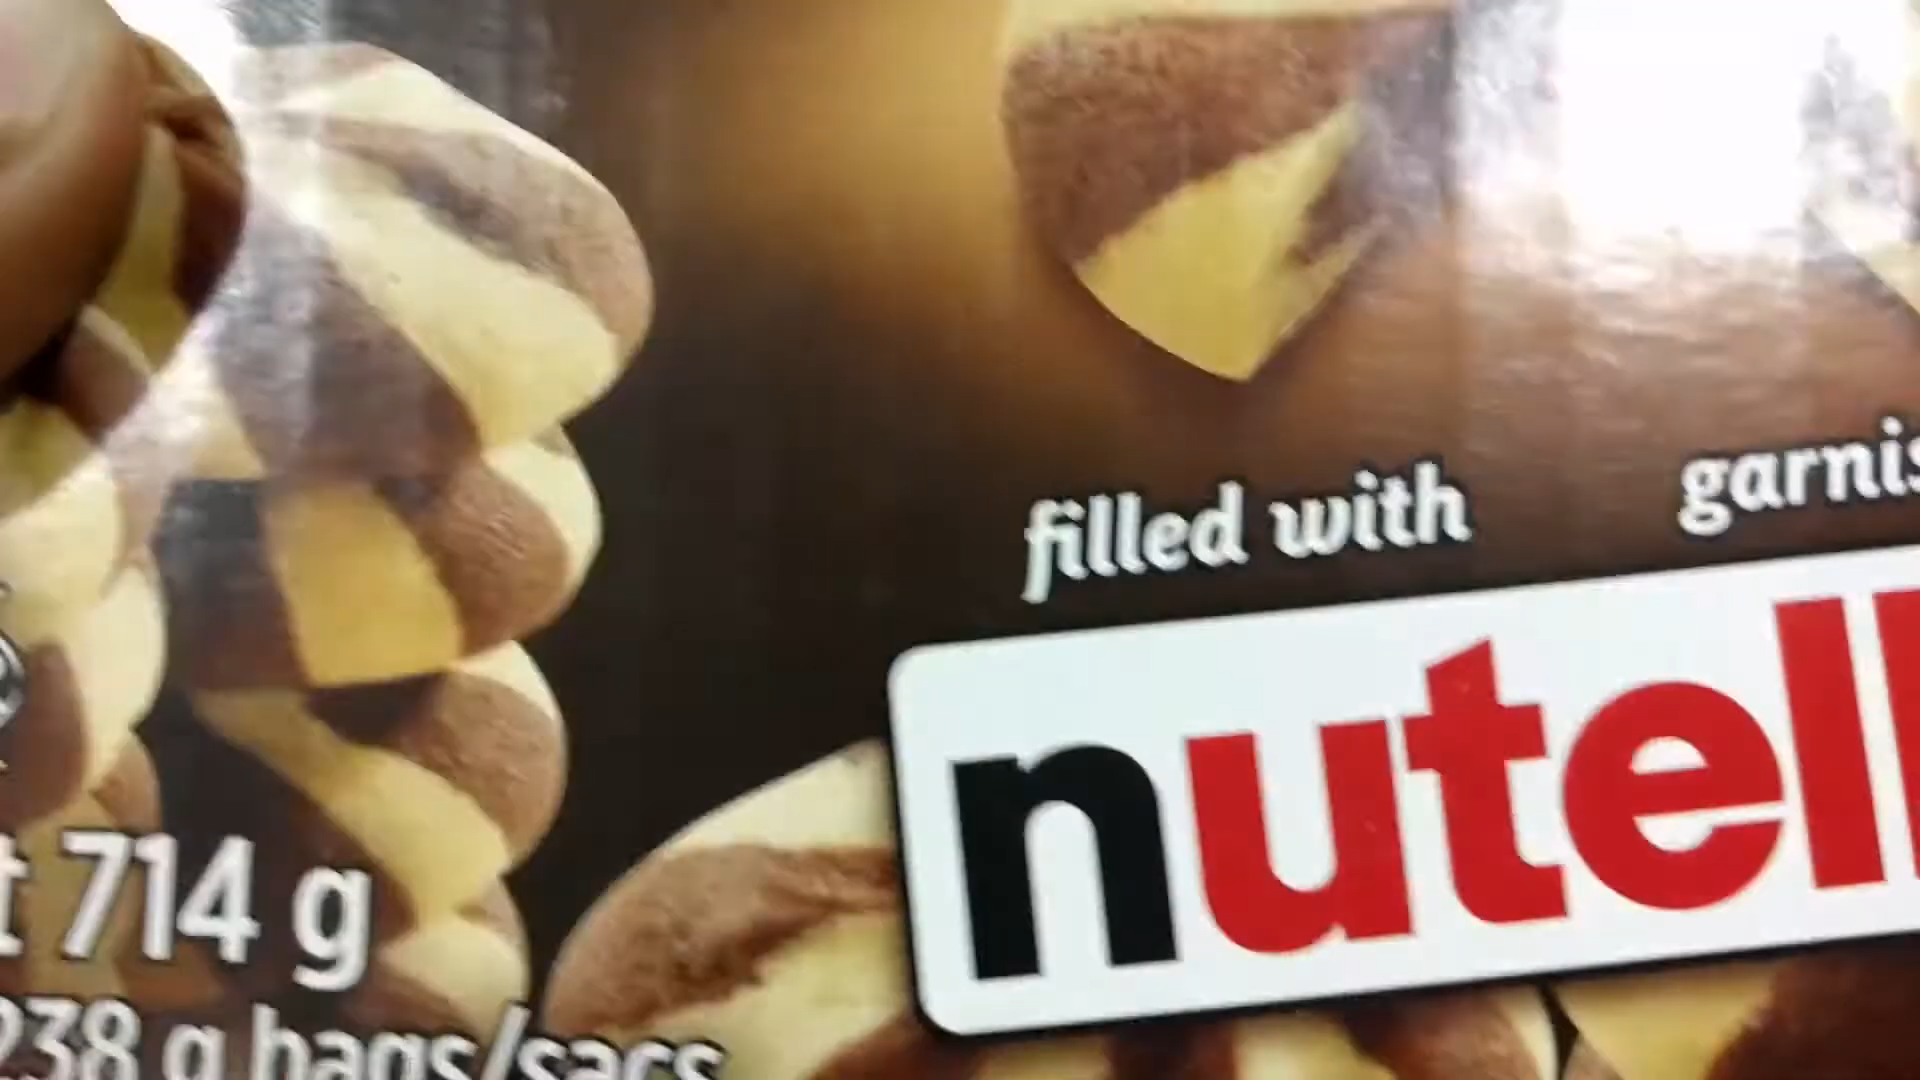 filled with
garnis
nutell
t 714 g
238 g bags/sacs